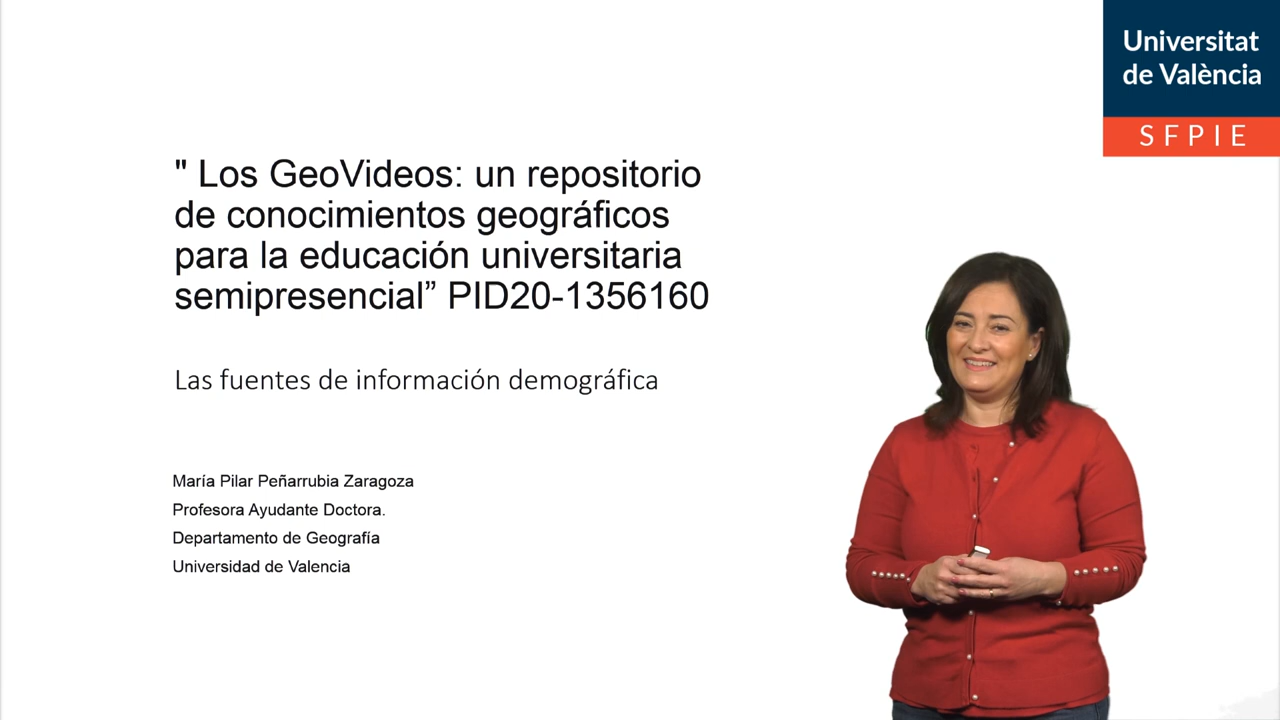 Universitat
de València
SFPIE
" Los GeoVideos: un repositorio
de conocimientos geográficos
para la educación universitaria
semipresencial” PID20-1356160
Las fuentes de información demográfica
María Pilar Peñarrubia Zaragoza
Profesora Ayudante Doctora.
Departamento de Geografía
Universidad de Valencia